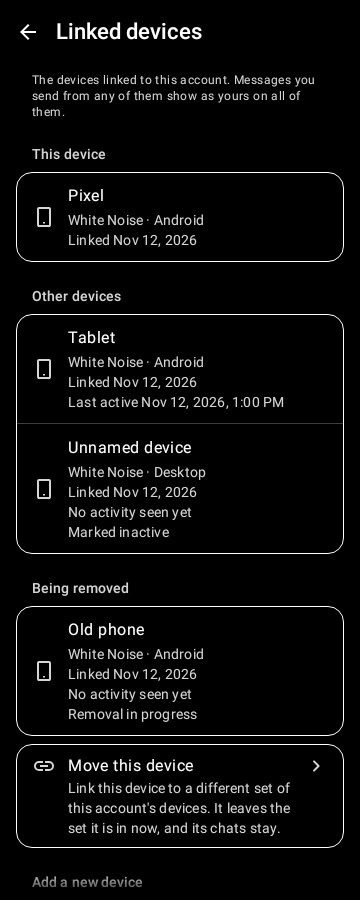 Linked devices
The devices linked to this account. Messages you
send from any of them show as yours on all of
them.
This device
Pixel
White Noise · Android
Linked Nov 12, 2026
Other devices
Tablet
White Noise · Android
Linked Nov 12, 2026
Last active Nov 12, 2026, 1:00 PM
Unnamed device
White Noise · Desktop
Linked Nov 12, 2026
No activity seen yet
Marked inactive
Being removed
Old phone
White Noise · Android
Linked Nov 12, 2026
No activity seen yet
Removal in progress
Move this device
Link this device to a different set of
this account's devices. It leaves the
set it is in now, and its chats stay.
Add a new device